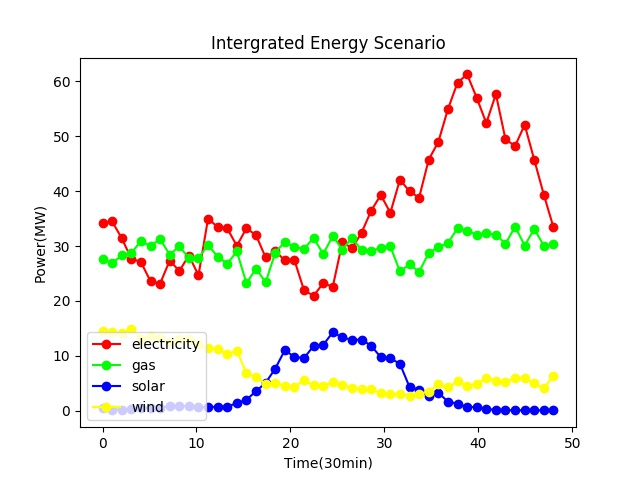 Intergrated Energy Scenario
Power(MW)
60
50
40
30
20
10
0
electricity
gas
solar
wind
0 10 20 30 40 50
Time(30min)